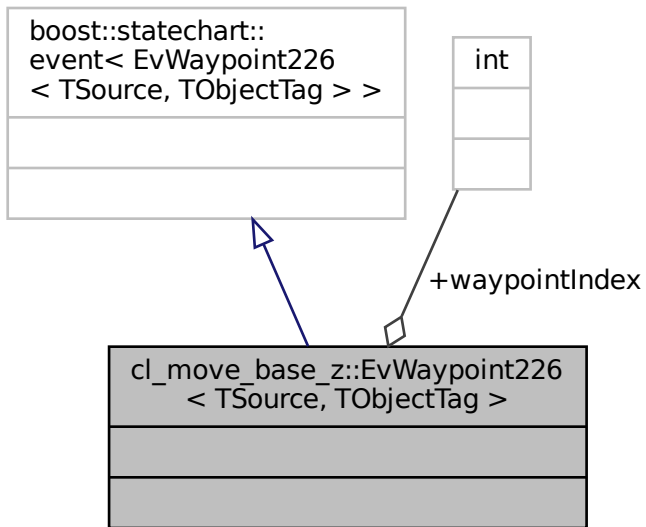 boost::statechart::
event< EvWaypoint226
< TSource, TObjectTag > >
int
+waypointIndex
cl_move_base_z::EvWaypoint226
< TSource, TObjectTag >